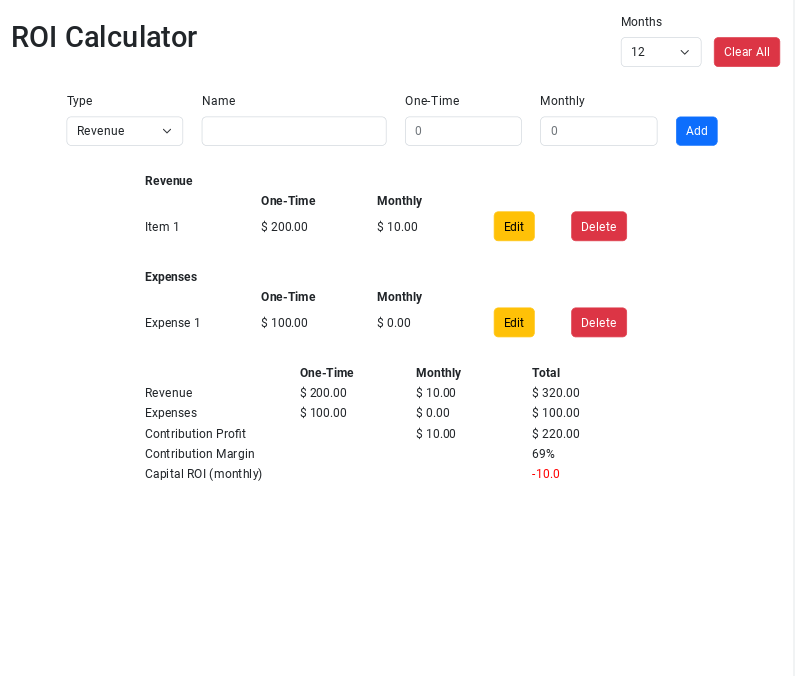 ROI Calculator
Months
12
Clear All
Type Name One-Time Monthly
Revenue 0 0 Add
Revenue
One-Time Monthly
Item 1 $ 200.00 $ 10.00 Edit Delete
Expenses
One-Time Monthly
Expense 1 $ 100.00 $ 0.00 Edit Delete
One-Time Monthly Total
Revenue $ 200.00 $ 10.00 $ 320.00
Expenses $ 100.00 $ 0.00 $ 100.00
Contribution Profit $ 10.00 $ 220.00
Contribution Margin 69%
Capital ROI (monthly) -10.0